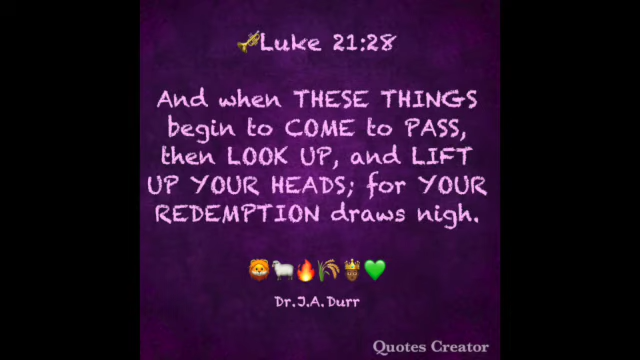 🎺Luke 21:28
And when THESE THINGS
begin to COME to PASS,
then LOOK UP, and LIFT
UP YOUR HEADS; for YOUR
REDEMPTION draws nigh.
🦁🐑🔥🌾🤴💚
Dr.J.A.Durr
Quotes Creator